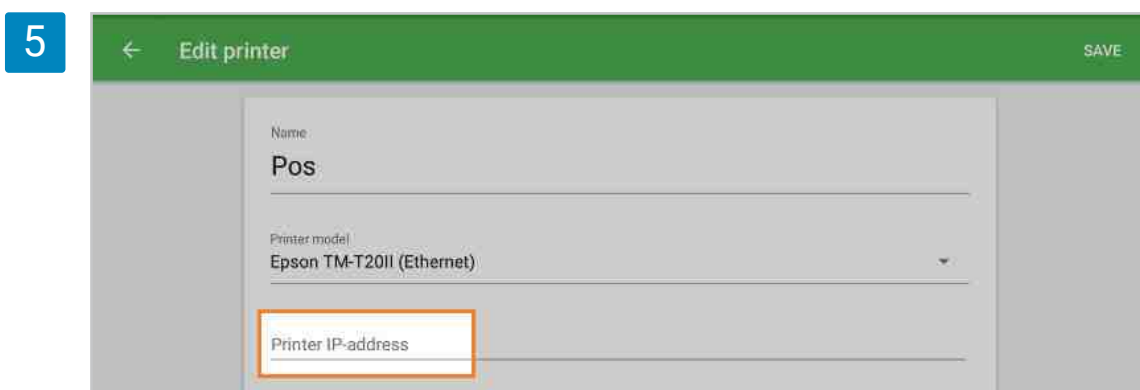 5
Edit printer
SAVE
Name
Pos
Printer model
Epson TM-T20II (Ethernet)
Printer IP-address